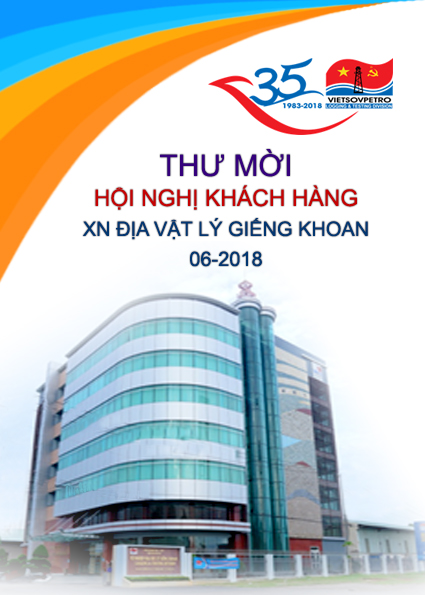 35
1983-2018
VIETSOVPETRO
LOGGING & TESTING DIVISION
THƯ MỜI
HỘI NGHỊ KHÁCH HÀNG
XN ĐỊA VẬT LÝ GIẾNG KHOAN
06-2018